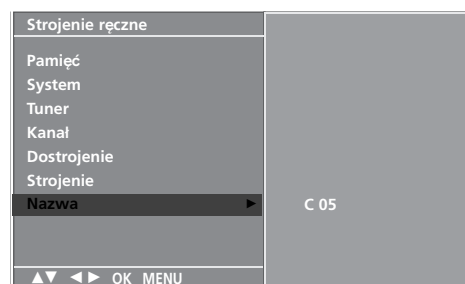 Strojenie ręczne
Pamięć
System
Tuner
Kanał
Dostrojenie
Strojenie
Nazwa ► C 05
▲▼ ◄► OK MENU